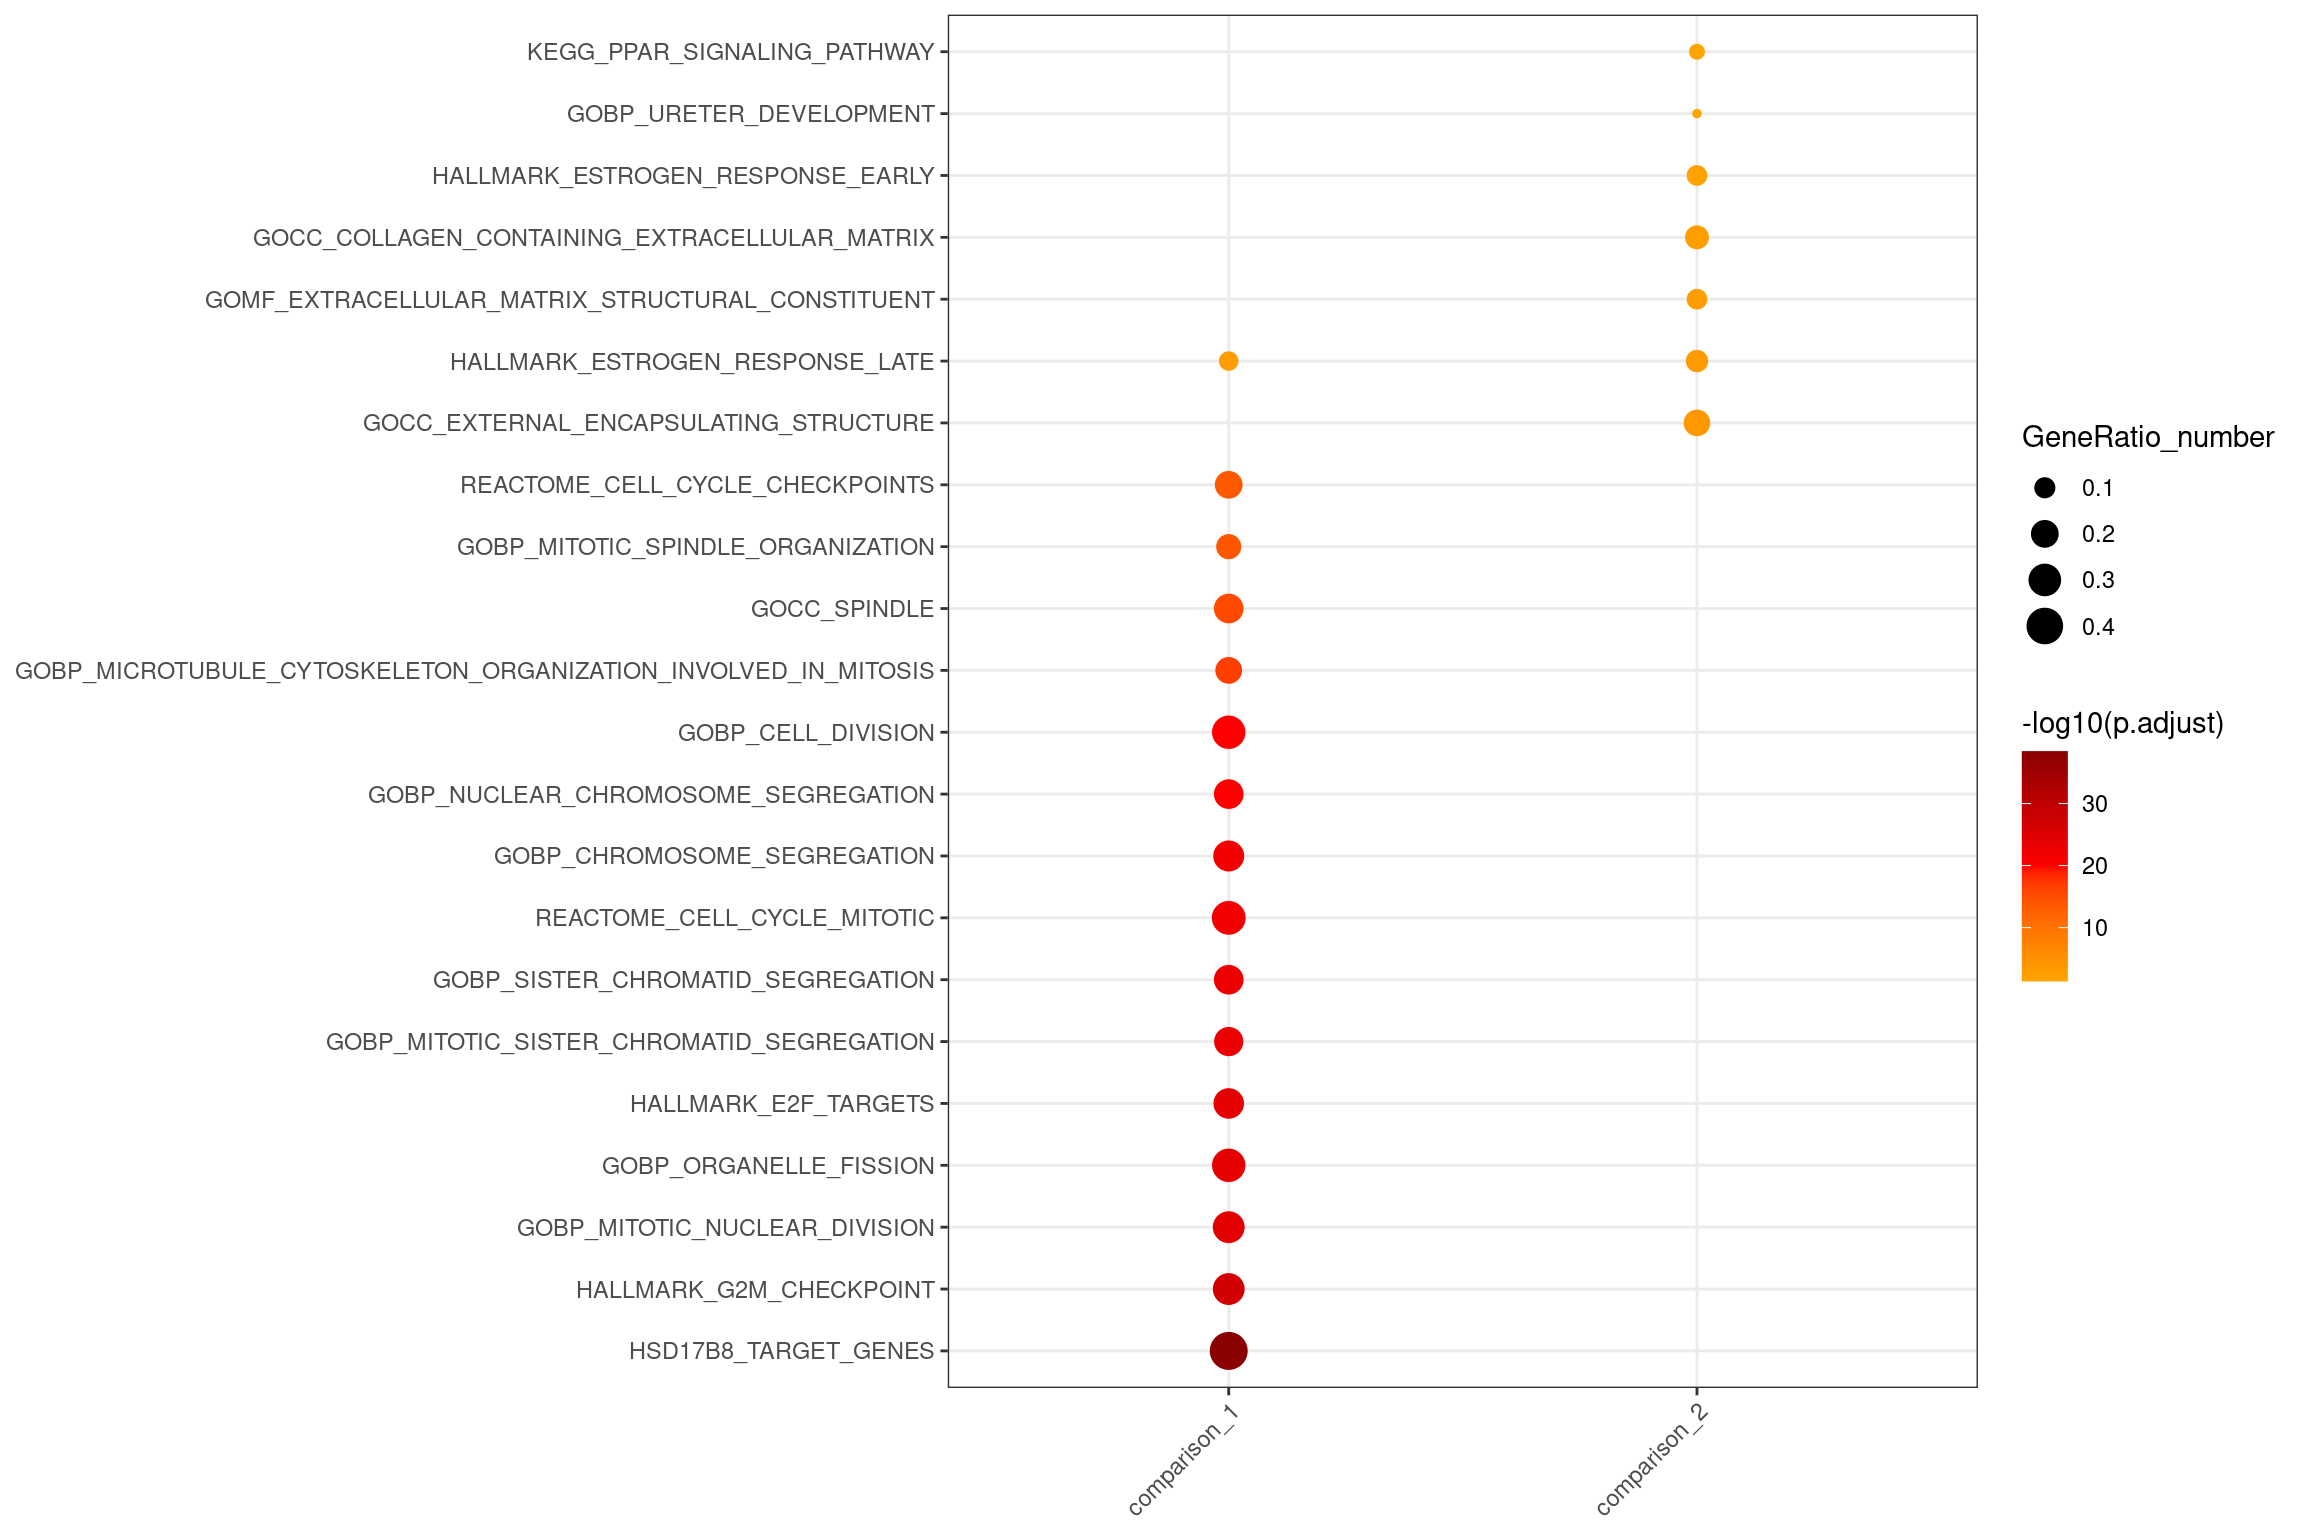 KEGG_PPAR_SIGNALING_PATHWAY
GOBP_URETER_DEVELOPMENT
HALLMARK_ESTROGEN_RESPONSE_EARLY
GOCC_COLLAGEN_CONTAINING_EXTRACELLULAR_MATRIX
GOMF_EXTRACELLULAR_MATRIX_STRUCTURAL_CONSTITUENT
HALLMARK_ESTROGEN_RESPONSE_LATE
GOCC_EXTERNAL_ENCAPSULATING_STRUCTURE
REACTOME_CELL_CYCLE_CHECKPOINTS
GOBP_MITOTIC_SPINDLE_ORGANIZATION
GOCC_SPINDLE
GOBP_MICROTUBULE_CYTOSKELETON_ORGANIZATION_INVOLVED_IN_MITOSIS
GOBP_CELL_DIVISION
GOBP_NUCLEAR_CHROMOSOME_SEGREGATION
GOBP_CHROMOSOME_SEGREGATION
REACTOME_CELL_CYCLE_MITOTIC
GOBP_SISTER_CHROMATID_SEGREGATION
GOBP_MITOTIC_SISTER_CHROMATID_SEGREGATION
HALLMARK_E2F_TARGETS
GOBP_ORGANELLE_FISSION
GOBP_MITOTIC_NUCLEAR_DIVISION
HALLMARK_G2M_CHECKPOINT
HSD17B8_TARGET_GENES
comparison_1
comparison_2
GeneRatio_number
0.1
0.2
0.3
0.4
-log10(p.adjust)
30
20
10